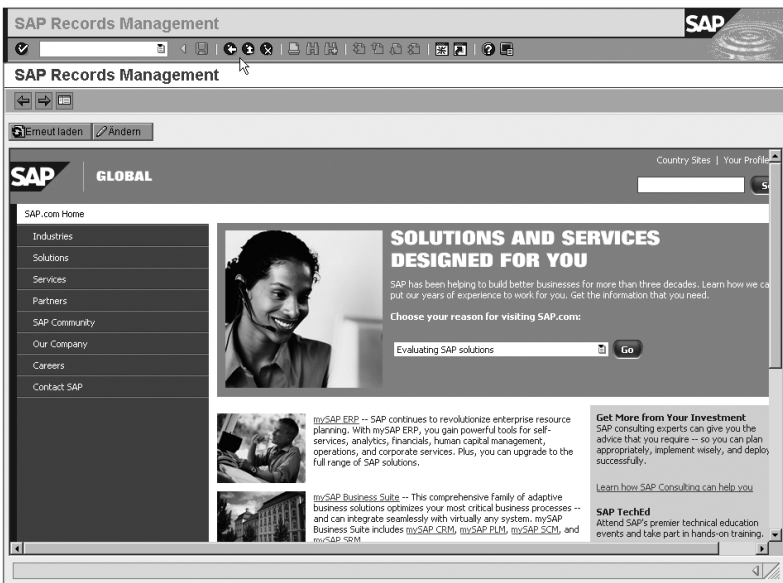 SAP Records Management
SAP
SAP Records Management
Erneut laden
Ändern
SAP
GLOBAL
Country Sites | Your Profile
SAP.com Home
Industries
Solutions
Services
Partners
SAP Community
Our Company
Careers
Contact SAP
SOLUTIONS AND SERVICES
DESIGNED FOR YOU
SAP has been helping to build better businesses for more than three decades. Learn how we ca
put our years of experience to work for you. Get the information that you need.
Choose your reason for visiting SAP.com:
Evaluating SAP solutions
Go
mySAP ERP -- SAP continues to revolutionize enterprise resource
planning. With mySAP ERP, you gain powerful tools for self-
services, analytics, financials, human capital management,
operations, and corporate services. Plus, you can upgrade to the
full range of SAP solutions.
mySAP Business Suite -- This comprehensive family of adaptive
business solutions optimizes your most critical business processes --
and can integrate seamlessly with virtually any system. mySAP
Business Suite includes mySAP CRM, mySAP PLM, mySAP SCM, and
mySAP SRM
Get More from Your Investment
SAP consulting experts can give you the
advice that you require -- so you can plan
appropriately, implement wisely, and deploy
successfully.
Learn how SAP Consulting can help you
SAP TechEd
Attend SAP's premier technical education
events and take part in hands-on training.